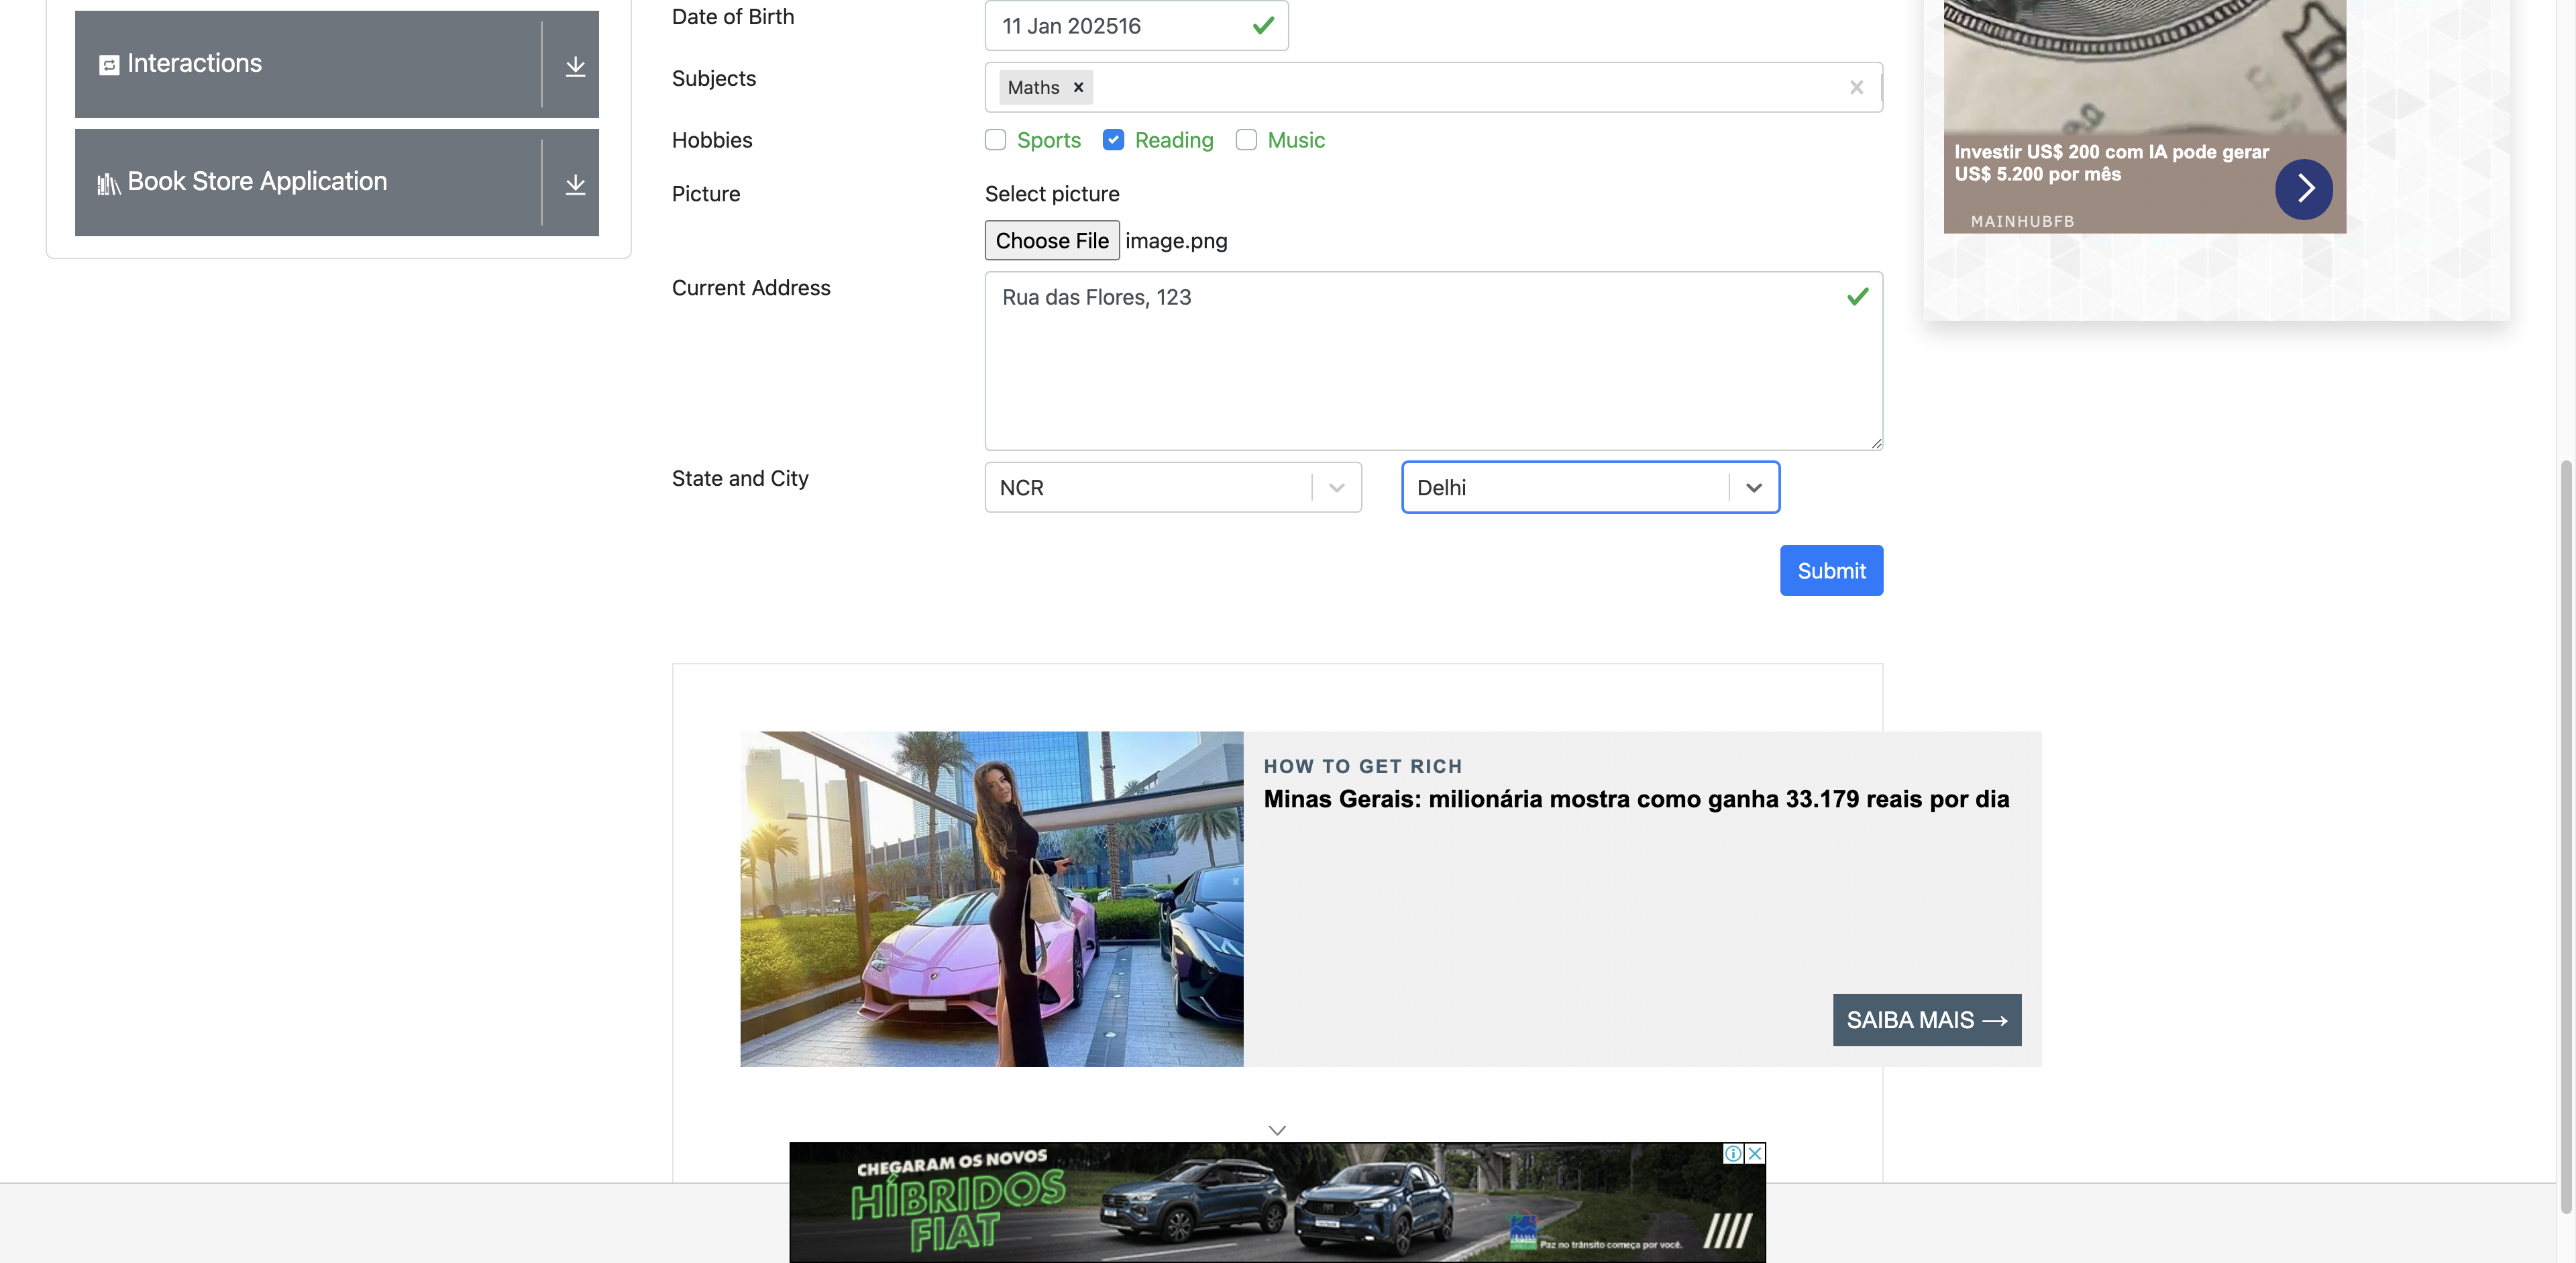 Interactions
Book Store Application
Date of Birth
11 Jan 202516
Subjects
Maths
Hobbies
Sports Reading Music
Picture
Select picture
Choose File image.png
Current Address
Rua das Flores, 123
State and City
NCR
Delhi
Submit
Investir US$ 200 com IA pode gerar
US$ 5.200 por mês
MAINHUBFB
HOW TO GET RICH
Minas Gerais: milionária mostra como ganha 33.179 reais por dia
SAIBA MAIS →
CHEGARAM OS NOVOS
HÍBRIDOS
FIAT
Paz no trânsito começa por você.